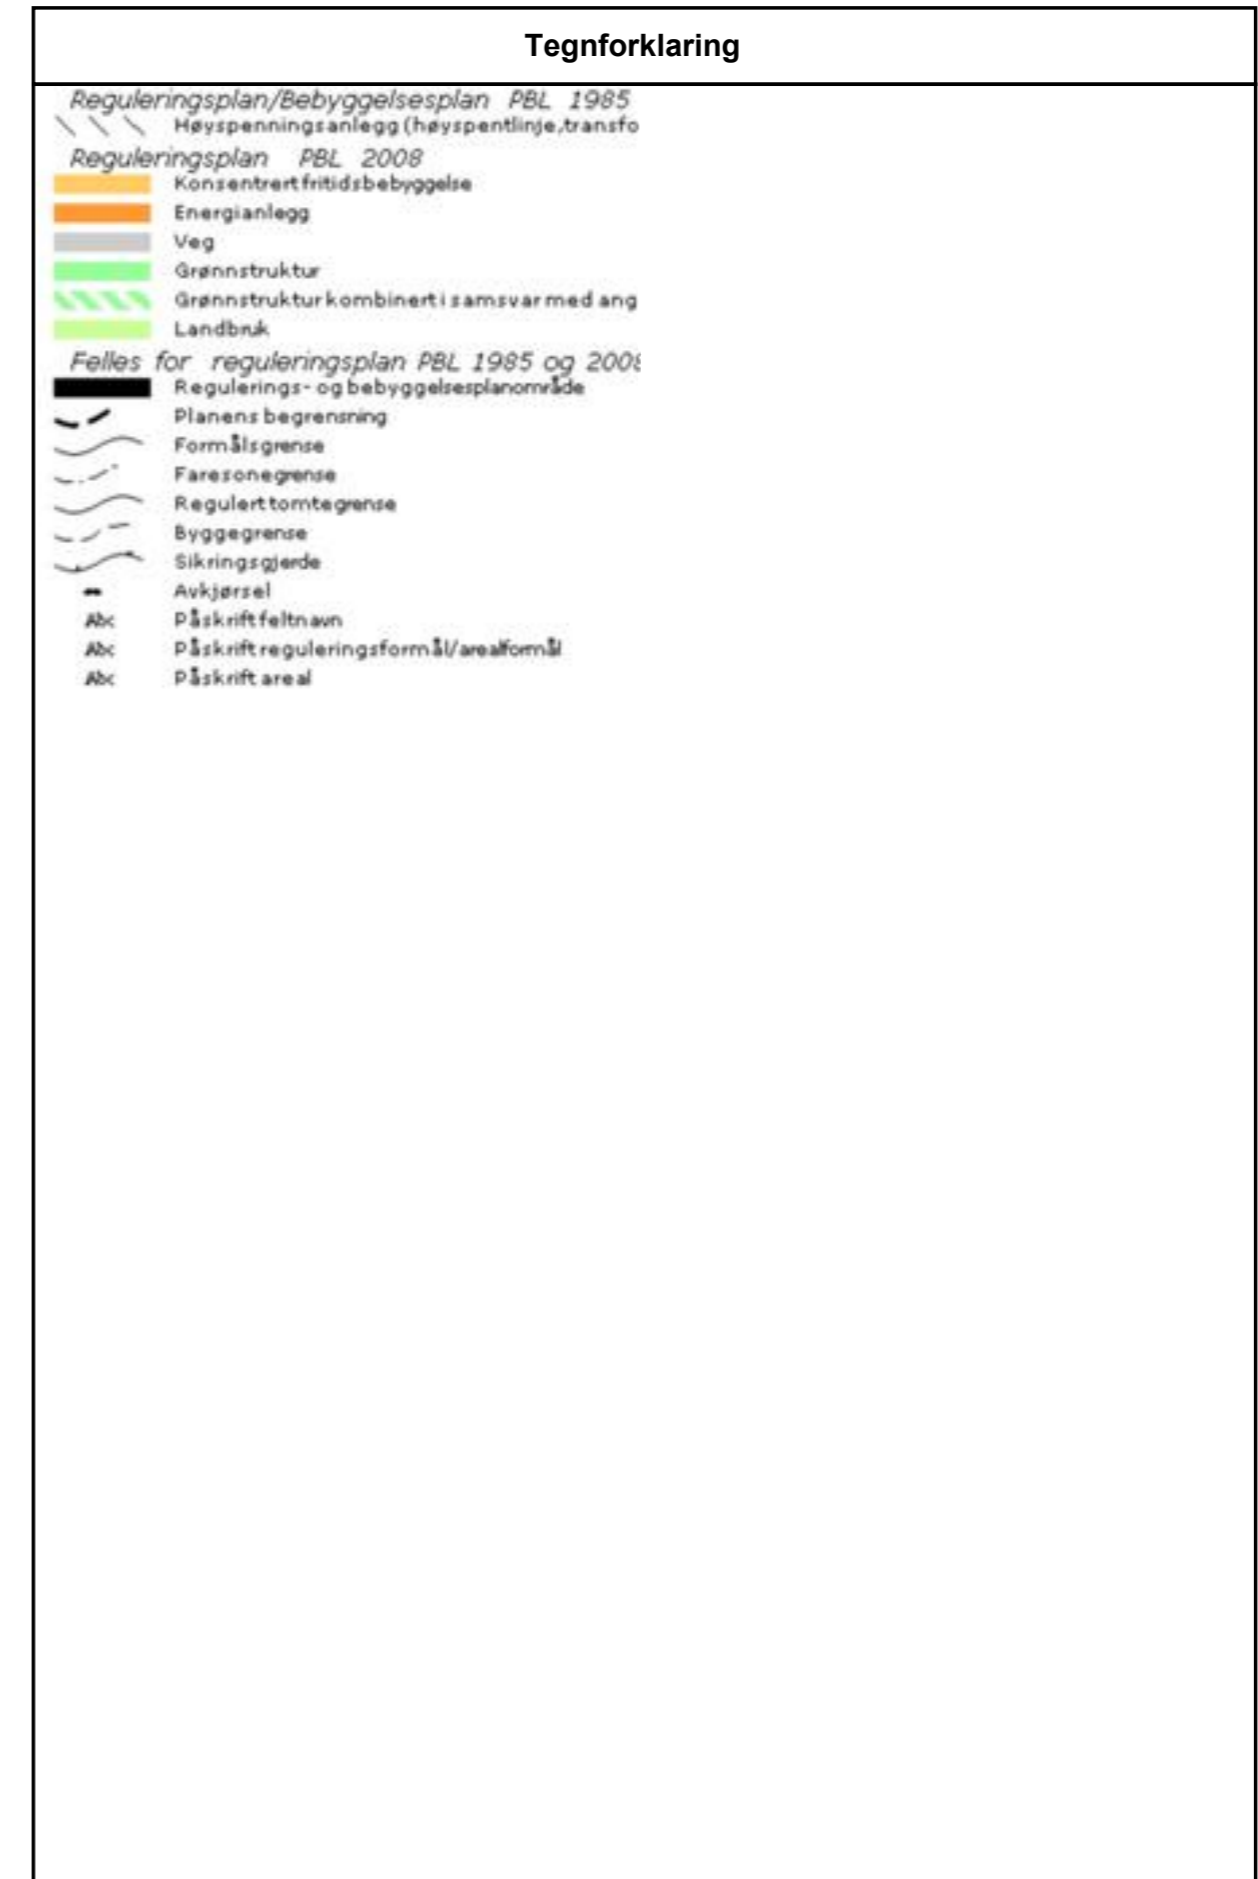 Tegnforklaring
Reguleringsplan/Bebyggelsesplan PBL 1985
Høyspenningsanlegg (høyspentlinje,transfo
Reguleringsplan PBL 2008
Konsentrert fritidsbebyggelse
Energianlegg
Veg
Grønnstruktur
Grønnstruktur kombinert i samsvar med ang
Landbruk
Felles for reguleringsplan PBL 1985 og 2008
Regulerings- og bebyggelsesplanområde
Planens begrensning
Formålsgrense
Faresonegrense
Regulert tomtegrense
Byggegrense
Sikringsgjerde
Avkjørsel
Abc Påskrift feltnavn
Abc Påskrift reguleringsformål/arealformål
Abc Påskrift areal